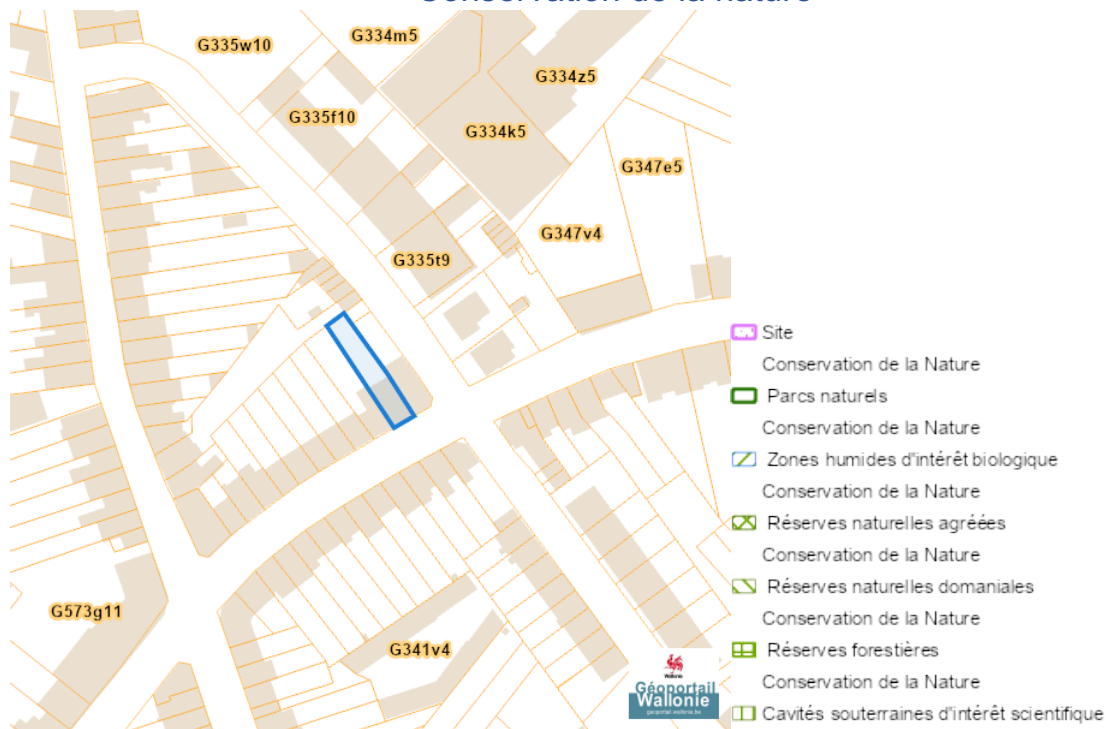 Conservation de la nature
G335w10
G334m5
G334z5
G335f10
G334k5
G347e5
G347v4
G335t9
G573g11
G341v4
Site
Conservation de la Nature
Parcs naturels
Conservation de la Nature
Zones humides d'intérêt biologique
Conservation de la Nature
Réserves naturelles agréées
Conservation de la Nature
Réserves naturelles domaniales
Conservation de la Nature
Réserves forestières
Conservation de la Nature
Cavités souterraines d'intérêt scientifique
Wallonie
Géoportail
Wallonie
geoportail.wallonie.be